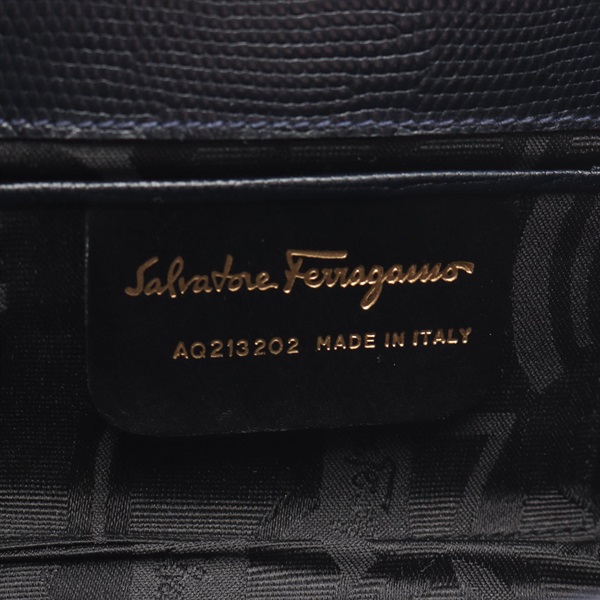 Salvatore Ferragamo
AQ213202 MADE IN ITALY